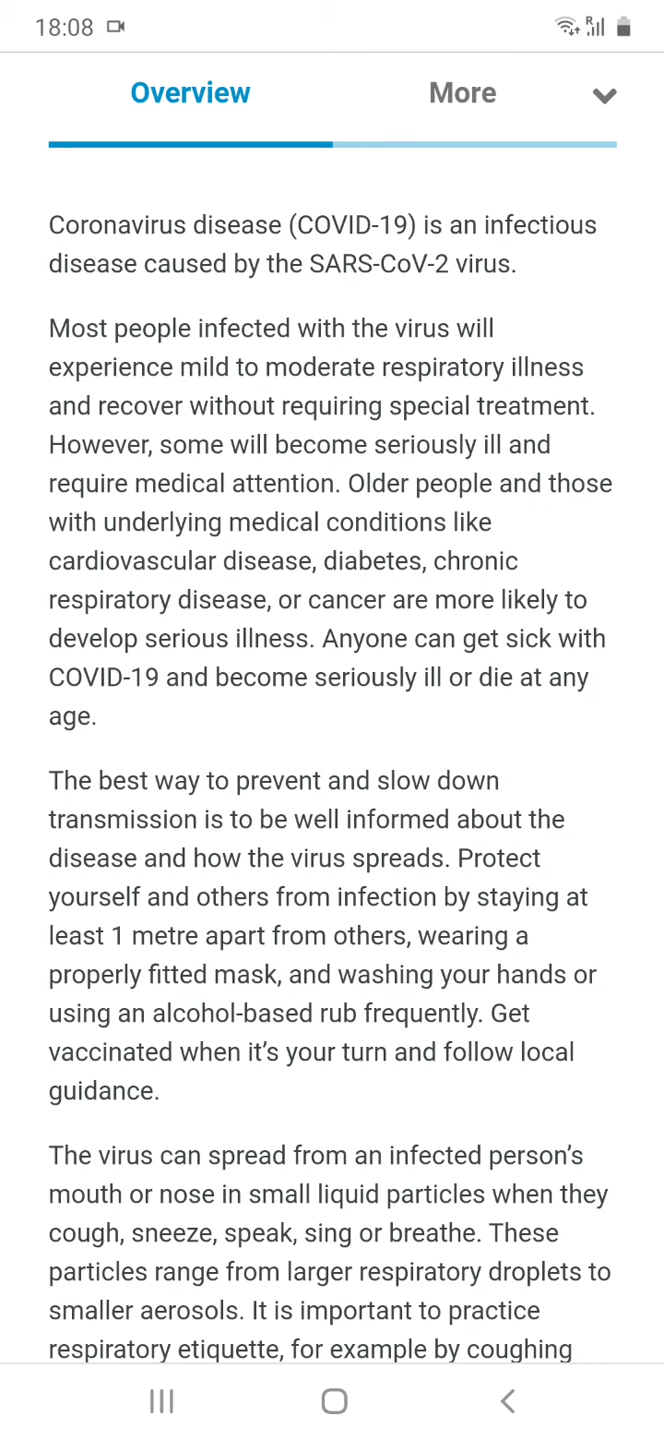 18:08
R
Overview
More
Coronavirus disease (COVID-19) is an infectious
disease caused by the SARS-CoV-2 virus.
Most people infected with the virus will
experience mild to moderate respiratory illness
and recover without requiring special treatment.
However, some will become seriously ill and
require medical attention. Older people and those
with underlying medical conditions like
cardiovascular disease, diabetes, chronic
respiratory disease, or cancer are more likely to
develop serious illness. Anyone can get sick with
COVID-19 and become seriously ill or die at any
age.
The best way to prevent and slow down
transmission is to be well informed about the
disease and how the virus spreads. Protect
yourself and others from infection by staying at
least 1 metre apart from others, wearing a
properly fitted mask, and washing your hands or
using an alcohol-based rub frequently. Get
vaccinated when it’s your turn and follow local
guidance.
The virus can spread from an infected person’s
mouth or nose in small liquid particles when they
cough, sneeze, speak, sing or breathe. These
particles range from larger respiratory droplets to
smaller aerosols. It is important to practice
respiratory etiquette, for example by coughing